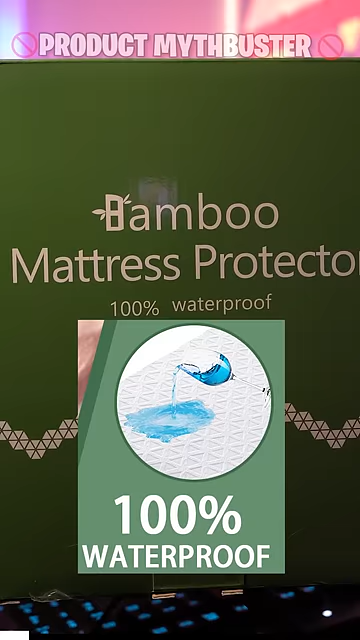 🚫PRODUCT MYTHBUSTER🚫
Bamboo
Mattress Protector
100% waterproof
100%
WATERPROOF